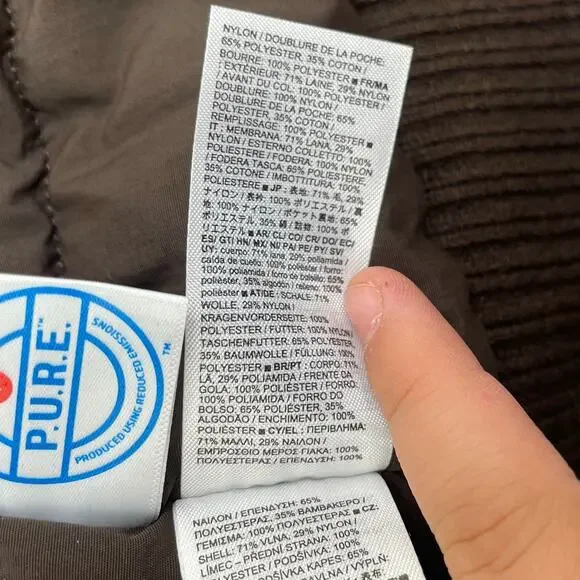 NYLON / DOUBLURE DE LA POCHE:
65% POLYESTER, 35% COTON /
BOURRE: 100% POLYESTER ■ FR/MA
/ EXTÉRIEUR: 71% LAINE, 29% NYLON
/ AVANT DU COL: 100% POLYESTER /
DOUBLURE: 100% NYLON /
DOUBLURE DE LA POCHE: 65%
POLYESTER, 35% COTON /
REMPLISSAGE: 100% POLYESTER ■
IT: MEMBRANA: 71% LANA, 29%
NYLON / ESTERNO COLLETTO: 100%
POLIESTERE / FODERA: 100% NYLON
/ FODERA TASCA: 65% POLIESTERE,
35% COTONE / IMBOTTITURA: 100%
POLIESTERE ■ JP: 表地: 71% 毛, 29%
ナイロン / 表衿: 100% ポリエステル / 裏
地: 100% ナイロン / ポケット裏地: 65%
ポリエステル, 35% 綿 / 詰物: 100% ポ
リエステル ■ AR/ CL/ CO/ CR/ DO/ EC/
ES/ GT/ HN/ MX/ NI/ PA/ PE/ PY/ SV/
UY: cuerpo: 71% lana, 29% poliamida /
caída de cuello: 100% poliéster / forro:
100% poliamida / forro bolsillo: 65%
poliéster, 35% algodón / relleno: 100%
poliéster ■ AT/DE: SCHALE: 71%
WOLLE, 29% NYLON /
KRAGENVORDERSEITE: 100%
POLYESTER / FUTTER: 100% NYLON /
TASCHENFUTTER: 65% POLYESTER,
35% BAUMWOLLE / FÜLLUNG: 100%
POLYESTER ■ BR/PT: CORPO: 71%
LÃ, 29% POLIAMIDA / FRENTE DA
GOLA: 100% POLIÉSTER / FORRO:
100% POLIAMIDA / FORRO DO
BOLSO: 65% POLIÉSTER, 35%
ALGODÃO / ENCHIMENTO: 100%
POLIÉSTER ■ CY/EL: ΠΕΡΙΒΛΗΜΑ:
71% ΜΑΛΛΙ, 29% ΝΑΙΛΟΝ /
ΕΜΠΡΟΣΘΙΟ ΜΕΡΟΣ ΓΙΑΚΑ: 100%
ΠΟΛΥΕΣΤΕΡΑΣ / ΕΠΕΝΔΥΣΗ: 100%
P.U.R.E.™
PRODUCED USING REDUCED EMISSIONS
™
ΝΑΙΛΟΝ / ΕΠΕΝΔΥΣΗ: 65%
ΠΟΛΥΕΣΤΕΡΑΣ, 35% ΒΑΜΒΑΚΕΡΟ /
ΓΕΜΙΣΜΑ: 100% ΠΟΛΥΕΣΤΕΡΑΣ ■ CZ:
SHELL: 71% VLNA, 29% NYLON /
LÍMEC – PŘEDNÍ STRANA: 100%
POLYESTER / PODŠÍVKA: 100%
NYLON / PODŠÍVKA KAPES: 65%